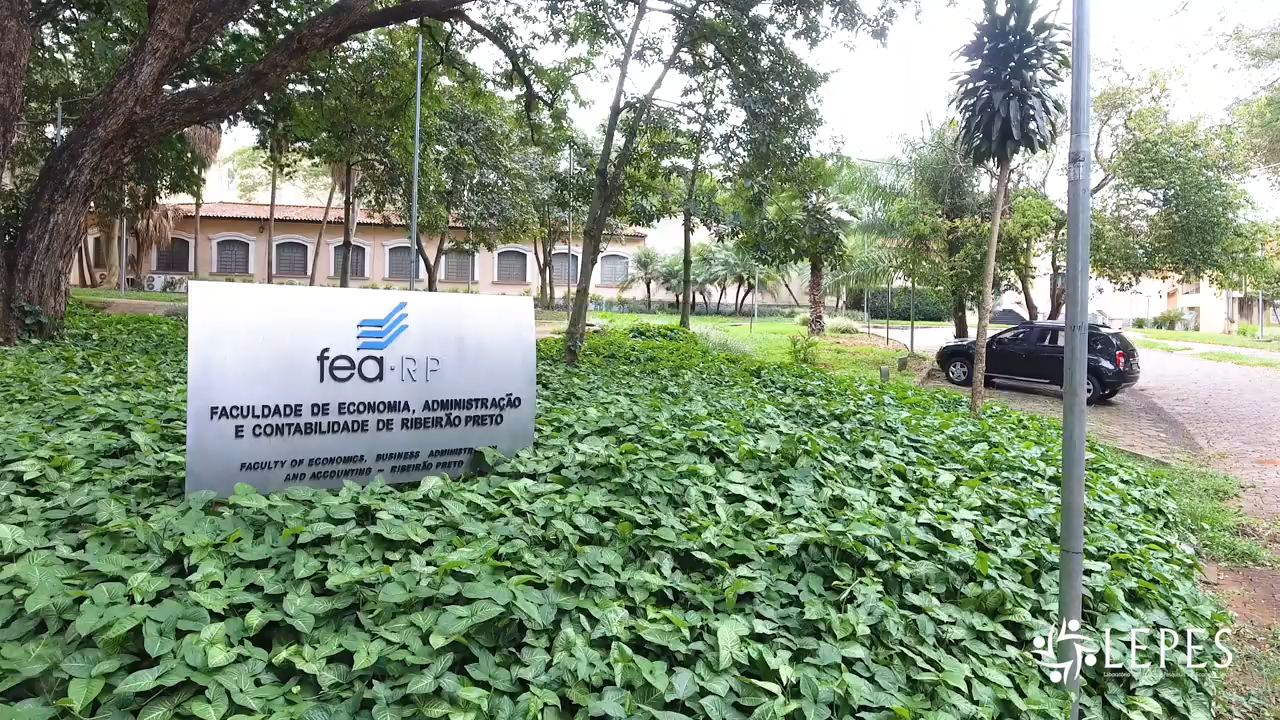 fea·RP
FACULDADE DE ECONOMIA, ADMINISTRAÇÃO
E CONTABILIDADE DE RIBEIRÃO PRETO
FACULTY OF ECONOMICS, BUSINESS
AND ACCOUNTING – RIBEIRÃO PRETO
LEPES